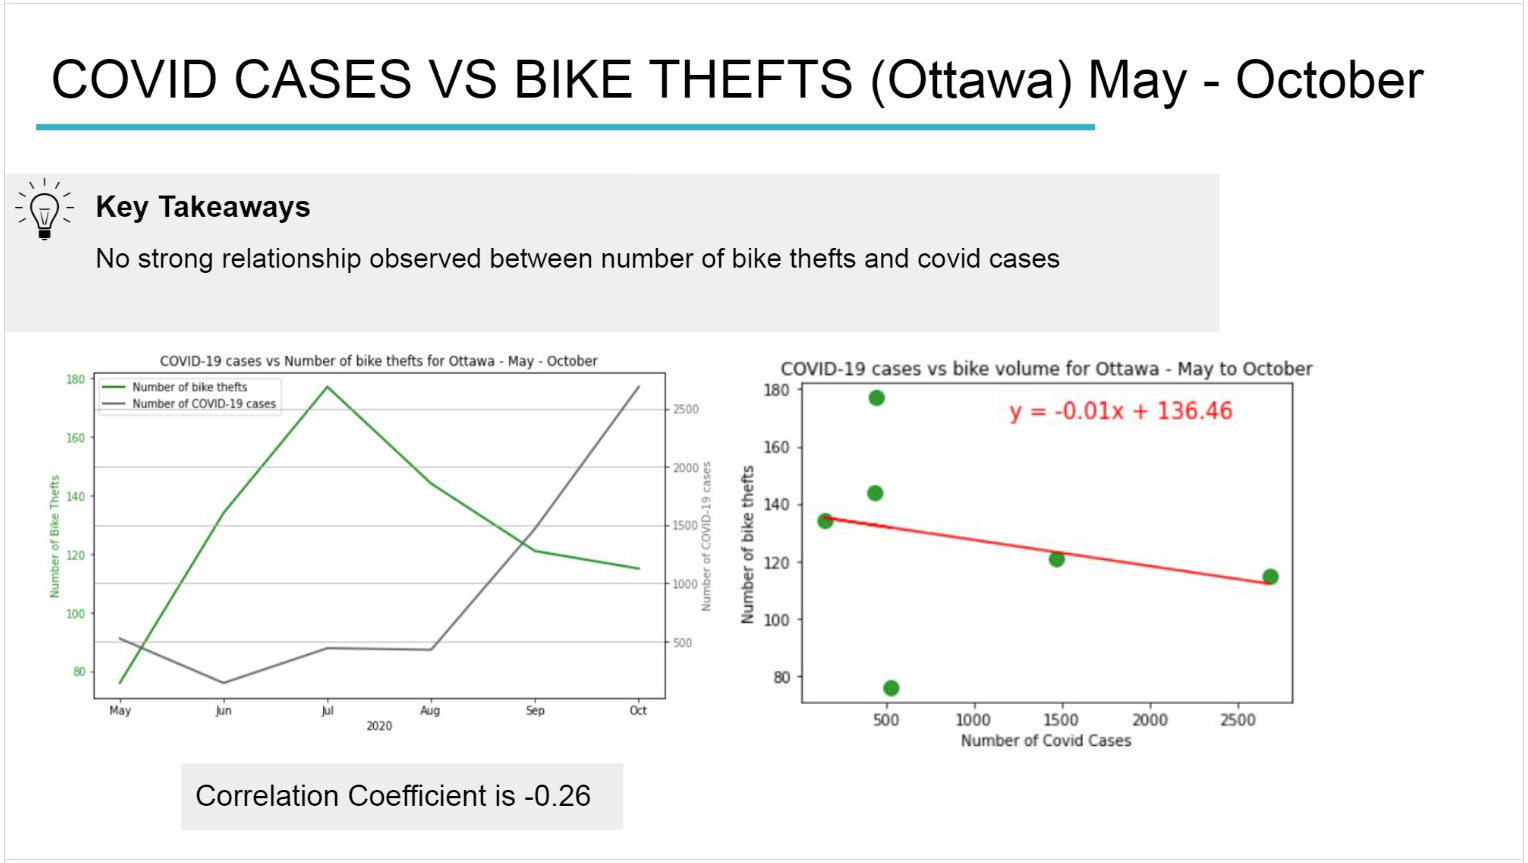 COVID CASES VS BIKE THEFTS (Ottawa) May - October
Key Takeaways
No strong relationship observed between number of bike thefts and covid cases
COVID-19 cases vs Number of bike thefts for Ottawa - May - October
Number of bike thefts
Number of COVID-19 cases
Number of Bike Thefts
180
160
140
120
100
80
2500
2000
1500
1000
500
Number of COVID-19 cases
May Jun Jul Aug Sep Oct
2020
COVID-19 cases vs bike volume for Ottawa - May to October
y = -0.01x + 136.46
Number of bike thefts
180
160
140
120
100
80
500 1000 1500 2000 2500
Number of Covid Cases
Correlation Coefficient is -0.26